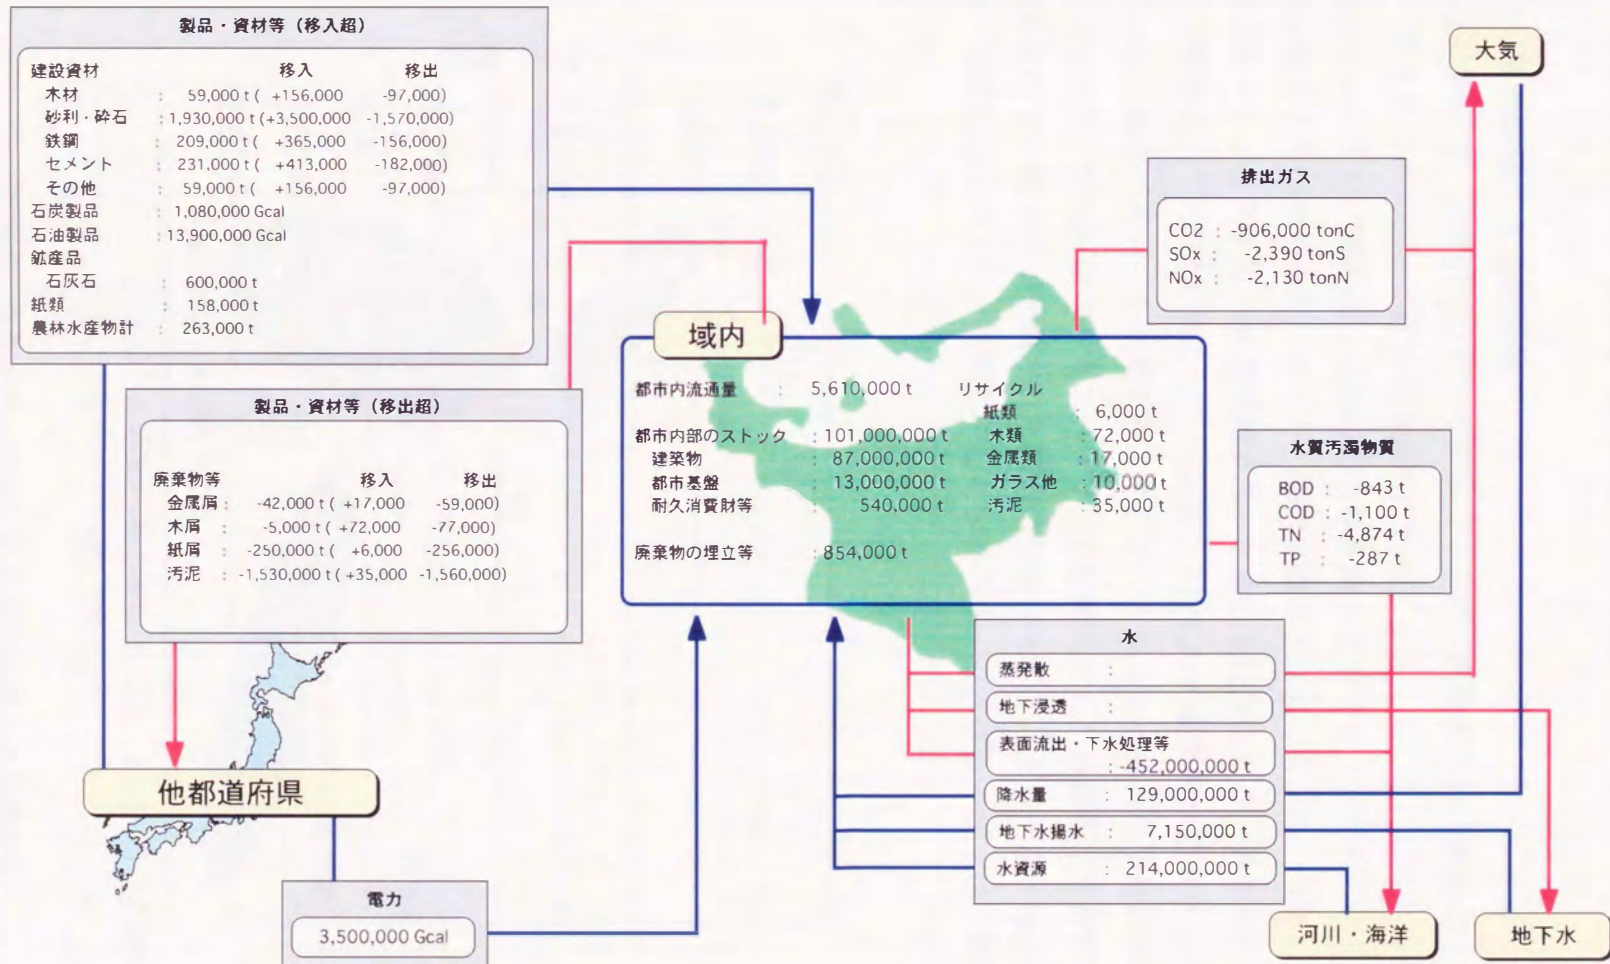 製品・資材等（移入超）
建設資材 移入 移出
木材 : 59,000 t ( +156,000 -97,000)
砂利・砕石 : 1,930,000 t (+3,500,000 -1,570,000)
鉄鋼 : 209,000 t ( +365,000 -156,000)
セメント : 231,000 t ( +413,000 -182,000)
その他 : 59,000 t ( +156,000 -97,000)
石炭製品 : 1,080,000 Gcal
石油製品 : 13,900,000 Gcal
鉱産品
石灰石 : 600,000 t
紙類 : 158,000 t
農林水産物計 : 263,000 t
製品・資材等（移出超）
廃棄物等 移入 移出
金属屑 : -42,000 t ( +17,000 -59,000)
木屑 : -5,000 t ( +72,000 -77,000)
紙屑 : -250,000 t ( +6,000 -256,000)
汚泥 : -1,530,000 t ( +35,000 -1,560,000)
他都道府県
電力
3,500,000 Gcal
域内
都市内流通量 : 5,610,000 t
都市内部のストック : 101,000,000 t
建築物 : 87,000,000 t
都市基盤 : 13,000,000 t
耐久消費財等 : 540,000 t
廃棄物の埋立等 : 854,000 t
リサイクル
紙類 : 6,000 t
木類 : 72,000 t
金属類 : 17,000 t
ガラス他 : 10,000 t
汚泥 : 35,000 t
大気
排出ガス
CO2 : -906,000 tonC
SOx : -2,390 tonS
NOx : -2,130 tonN
水質汚濁物質
BOD : -843 t
COD : -1,100 t
TN : -4,874 t
TP : -287 t
水
蒸発散 :
地下浸透 :
表面流出・下水処理等
: -452,000,000 t
降水量 : 129,000,000 t
地下水揚水 : 7,150,000 t
水資源 : 214,000,000 t
河川・海洋
地下水